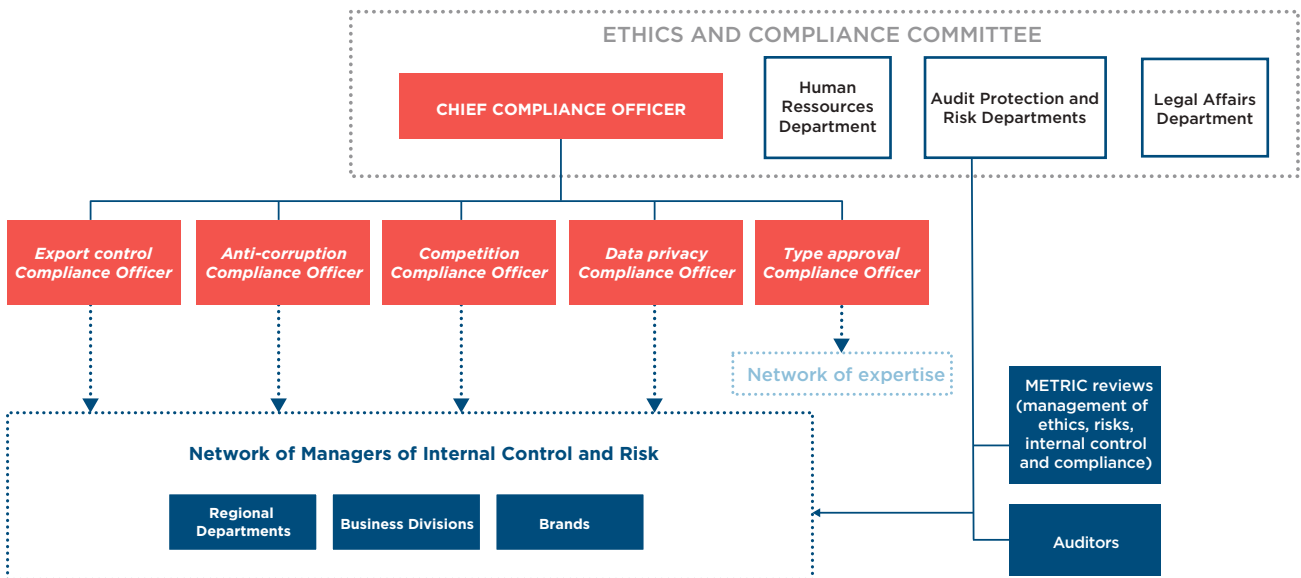 ETHICS AND COMPLIANCE COMMITTEE
CHIEF COMPLIANCE OFFICER
Human
Ressources
Department
Audit Protection and
Risk Departments
Legal Affairs
Department
Export control
Compliance Officer
Anti-corruption
Compliance Officer
Competition
Compliance Officer
Data privacy
Compliance Officer
Type approval
Compliance Officer
Network of expertise
METRIC reviews
(management of
ethics, risks,
internal control
and compliance)
Network of Managers of Internal Control and Risk
Regional
Departments
Business Divisions
Brands
Auditors